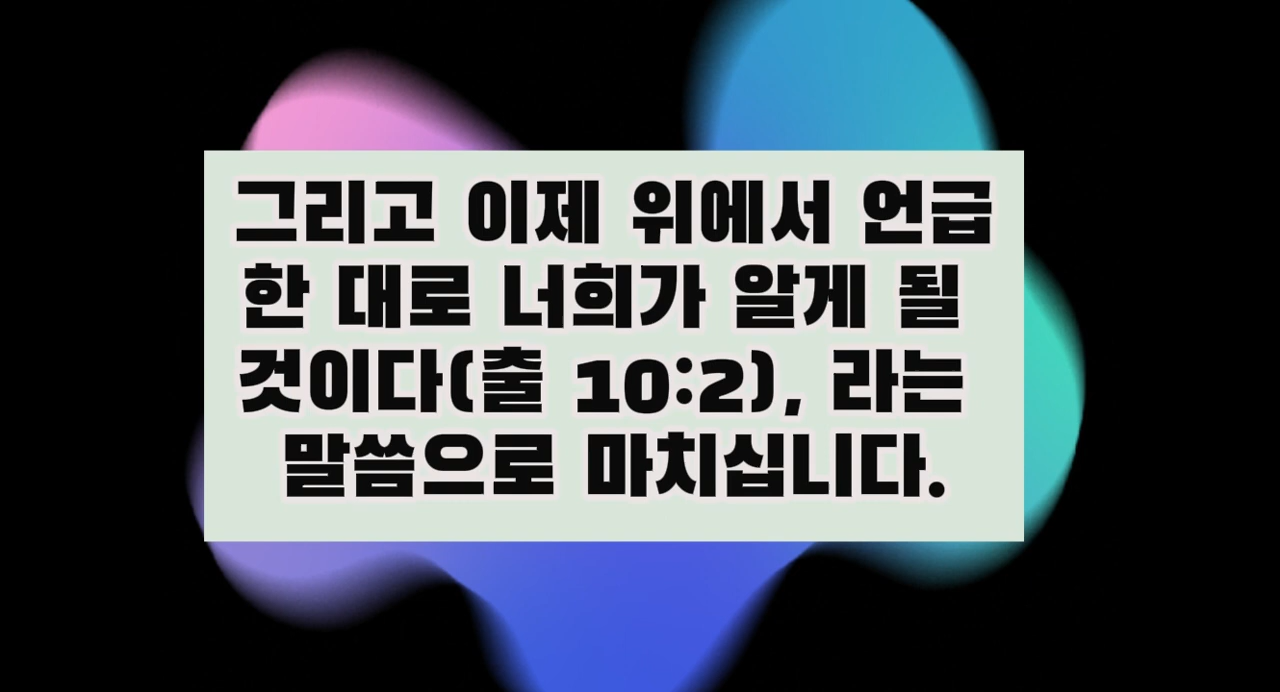 그리고 이제 위에서 언급
한 대로 너희가 알게 될
것이다(출 10:2), 라는
말씀으로 마치십니다.